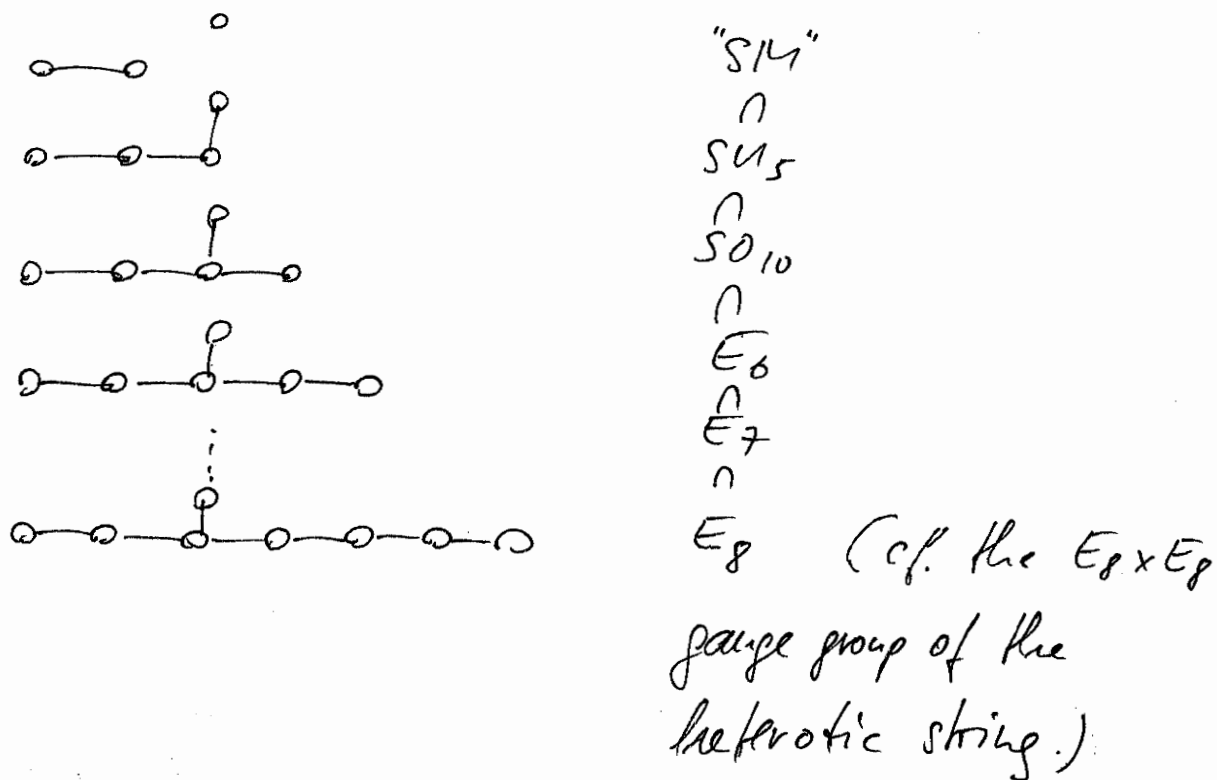 "SM"
∩
SU₅
∩
SO₁₀
∩
E₆
∩
E₇
∩
E₈ (cf. the E₈×E₈
gauge group of the
heterotic string.)